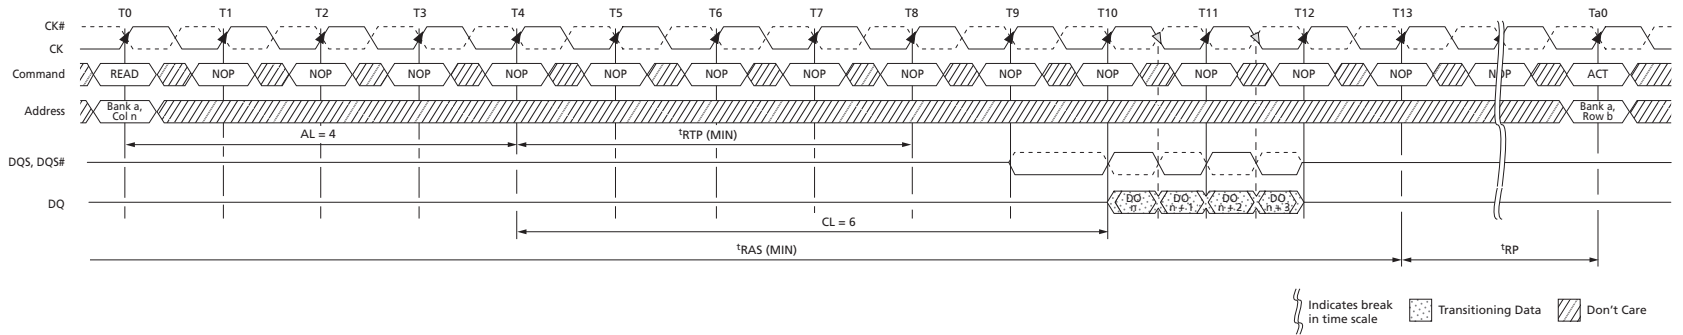 T0 T1 T2 T3 T4 T5 T6 T7 T8 T9 T10 T11 T12 T13 Ta0
CK#
CK
Command READ NOP NOP NOP NOP NOP NOP NOP NOP NOP NOP NOP NOP NOP NOP ACT
Address Bank a, Col n Bank a, Row b
AL = 4 tRTP (MIN)
DQS, DQS#
DQ DO n DO n + 1 DO n + 2 DO n + 3
CL = 6
tRAS (MIN) tRP
Indicates break in time scale Transitioning Data Don't Care